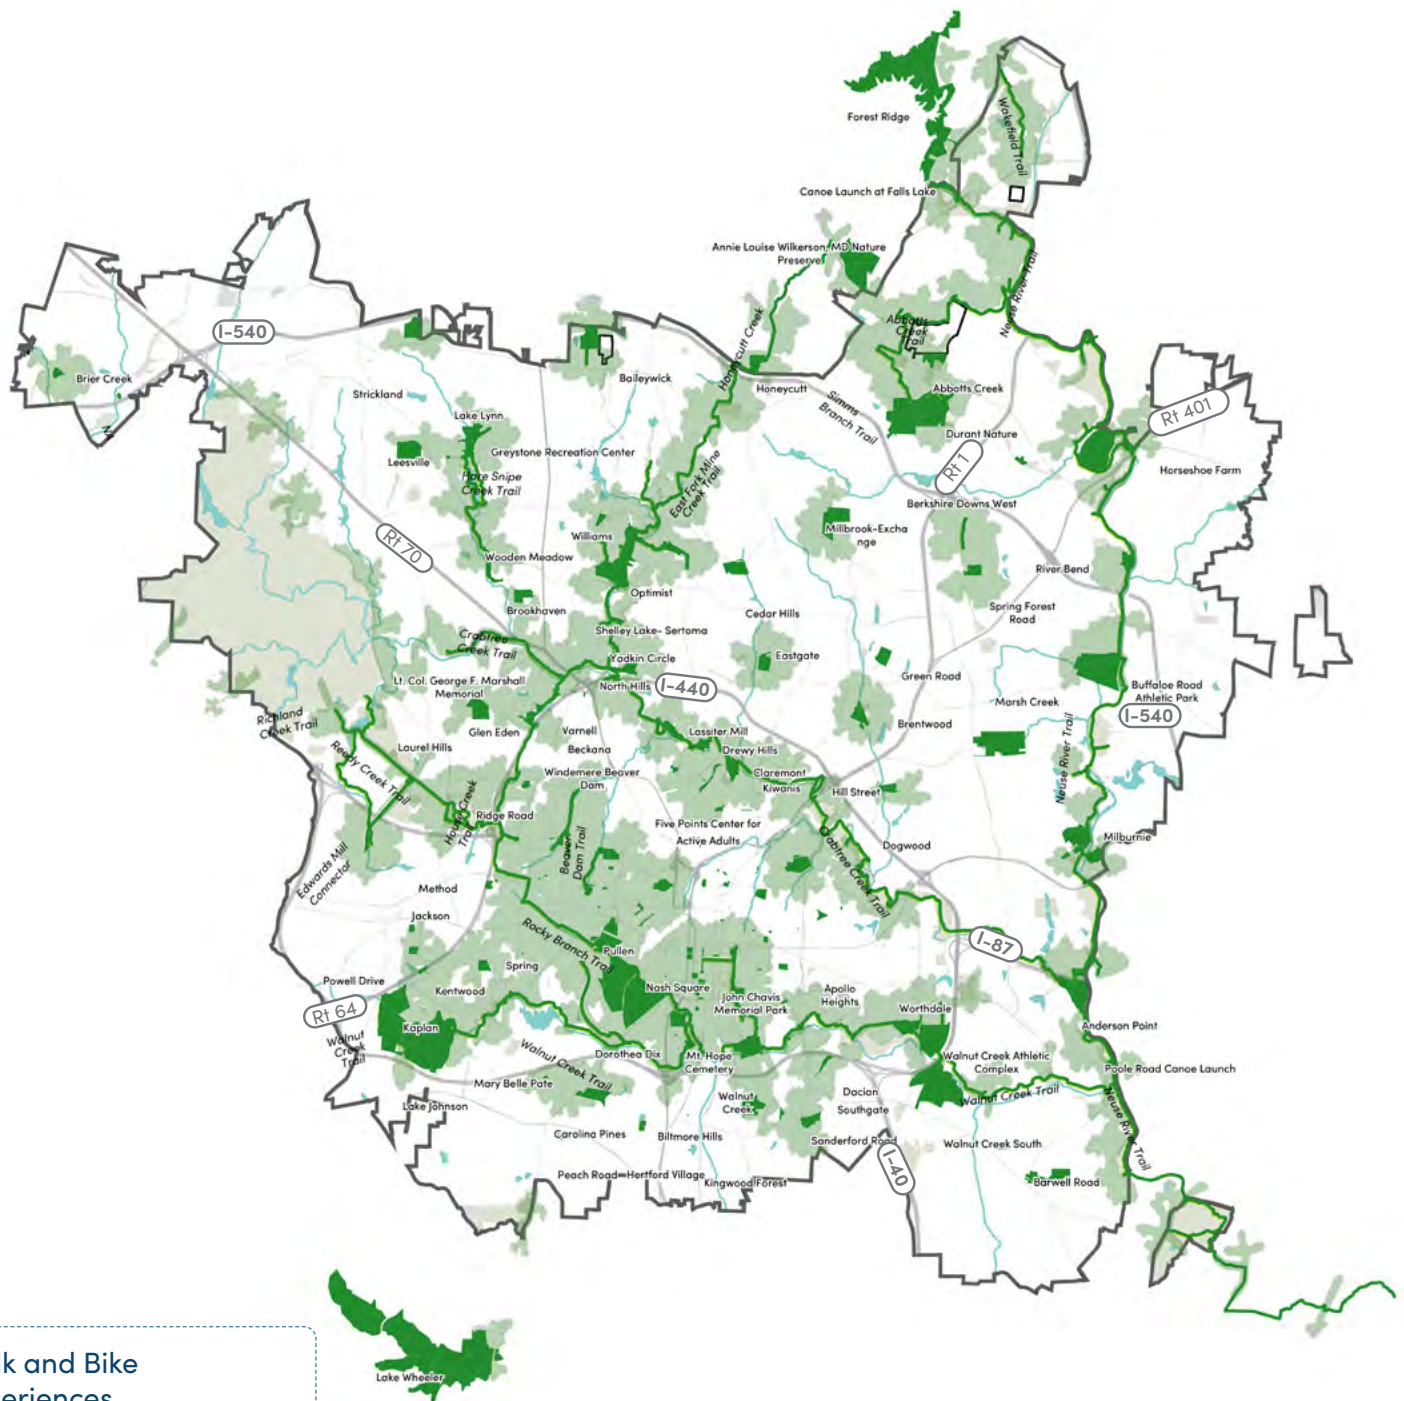 Forest Ridge
Wakefield Trail
Canoe Launch at Falls Lake
Annie Louise Wilkerson, MD Nature
Preserve
Neuse River Trail
Honeycutt Creek
Abbotts
Creek
Trail
I-540
Brier Creek
Strickland
Baileywick
Honeycutt
Abbotts Creek
Simms
Branch Trail
Rt 401
Lake Lynn
Leesville
Greystone Recreation Center
Durant Nature
Rt 1
Horseshoe Farm
Hare Snipe
Creek Trail
East Fork Mine
Creek Trail
Berkshire Downs West
Rt 70
Williams
Millbrook-Excha
nge
Wooden Meadow
River Bend
Optimist
Brookhaven
Cedar Hills
Spring Forest
Road
Shelley Lake- Sertoma
Crabtree
Creek Trail
Yadkin Circle
Eastgate
Lt. Col. George F. Marshall
Memorial
North Hills
I-440
Green Road
Buffaloe Road
Athletic Park
Marsh Creek
I-540
Richland
Creek Trail
Glen Eden
Varnell
Lassiter Mill
Brentwood
Laurel Hills
Beckana
Drewy Hills
Neuse River Trail
Reedy Creek Trail
Windemere Beaver
Dam
Claremont
Kiwanis
Hill Street
House Creek
Trail
Ridge Road
Five Points Center for
Active Adults
Milburnie
Beaver
Dam Trail
Crabtree Creek Trail
Dogwood
Edwards Mill
Connector
Method
Jackson
Rocky Branch Trail
Pullen
I-87
Spring
Powell Drive
Kentwood
Nash Square
John Chavis
Memorial Park
Apollo
Heights
Worthdale
Rt 64
Kaplan
Anderson Point
Walnut
Creek
Trail
Walnut Creek Trail
Dorothea Dix
Mt. Hope
Cemetery
Walnut Creek Athletic
Complex
Poole Road Canoe Launch
Mary Belle Pate
Walnut Creek Trail
Lake Johnson
Walnut
Creek
Dacian
Southgate
Neuse River Trail
Carolina Pines
Biltmore Hills
Sanderford Road
Walnut Creek South
I-40
Peach Road
Hertford Village
Kingwood Forest
Barwell Road
lk and Bike
eriences
Lake Wheeler